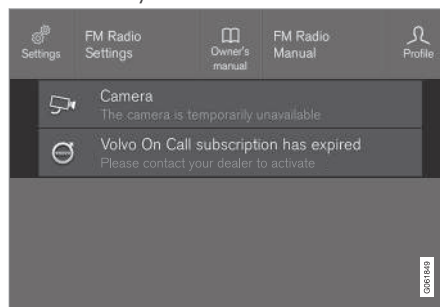 Settings
FM Radio
Settings
Owner's
manual
FM Radio
Manual
Profile
Camera
The camera is temporarily unavailable
Volvo On Call subscription has expired
Please contact your dealer to activate
G061849